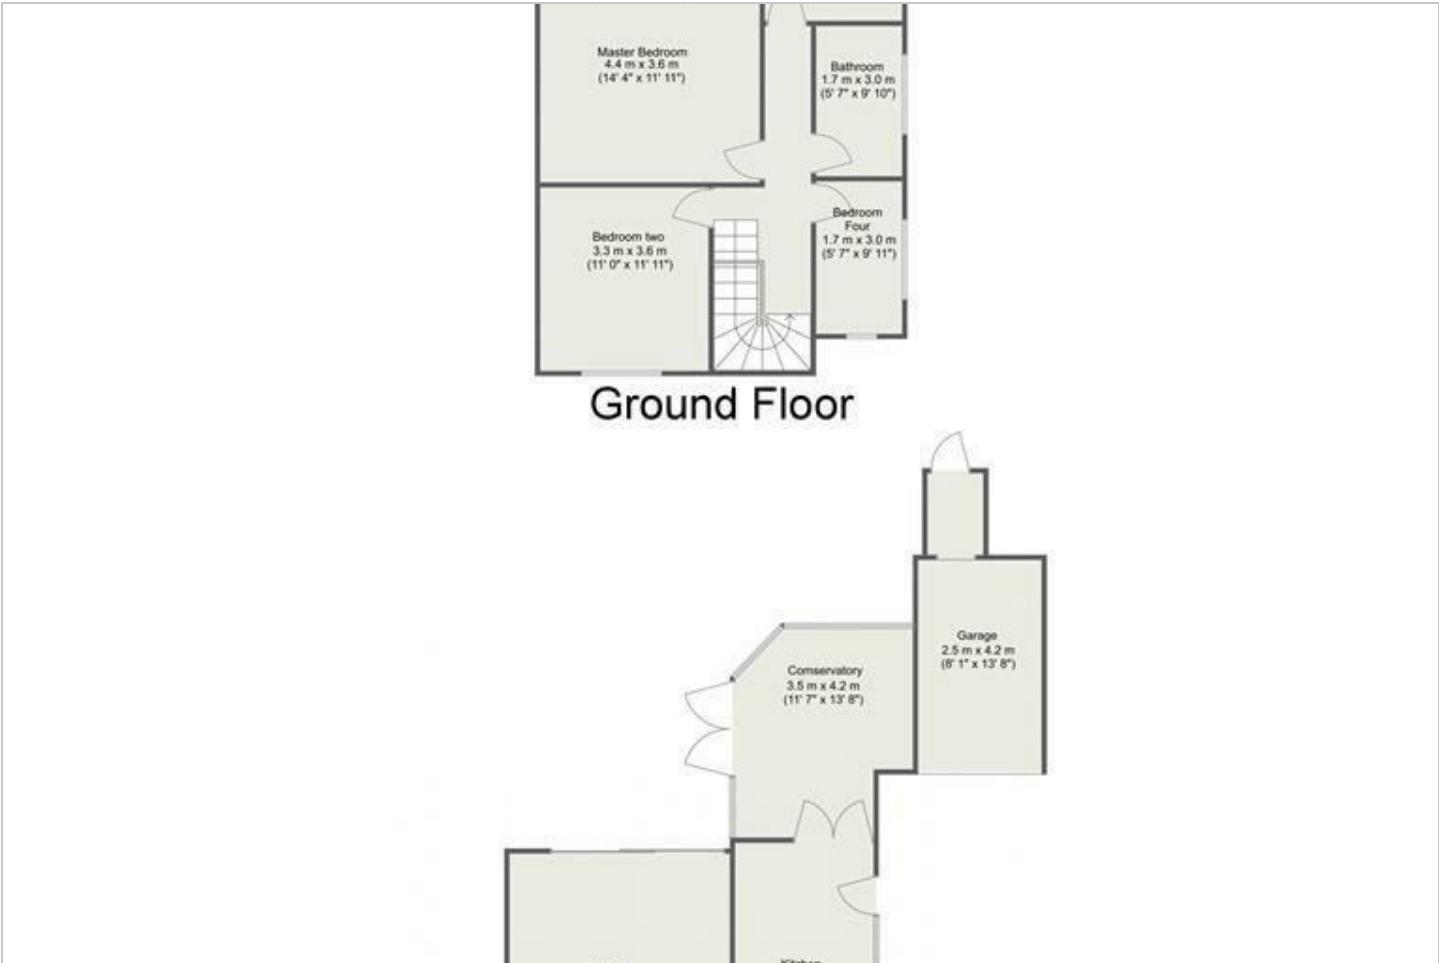 Master Bedroom
4.4 m x 3.6 m
(14' 4" x 11' 11")
Bathroom
1.7 m x 3.0 m
(5' 7" x 9' 10")
Bedroom two
3.3 m x 3.6 m
(11' 0" x 11' 11")
Bedroom
Four
1.7 m x 3.0 m
(5' 7" x 9' 11")
Ground Floor
Garage
2.5 m x 4.2 m
(8' 1" x 13' 8")
Comservatory
3.5 m x 4.2 m
(11' 7" x 13' 8")
Kitchen